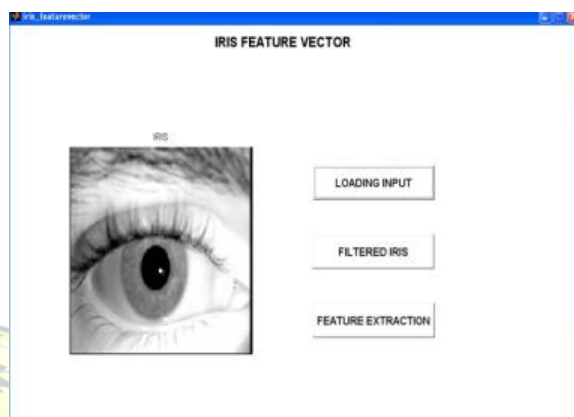 iris_featurevector
IRIS FEATURE VECTOR
IRIS
LOADING INPUT
FILTERED IRIS
FEATURE EXTRACTION